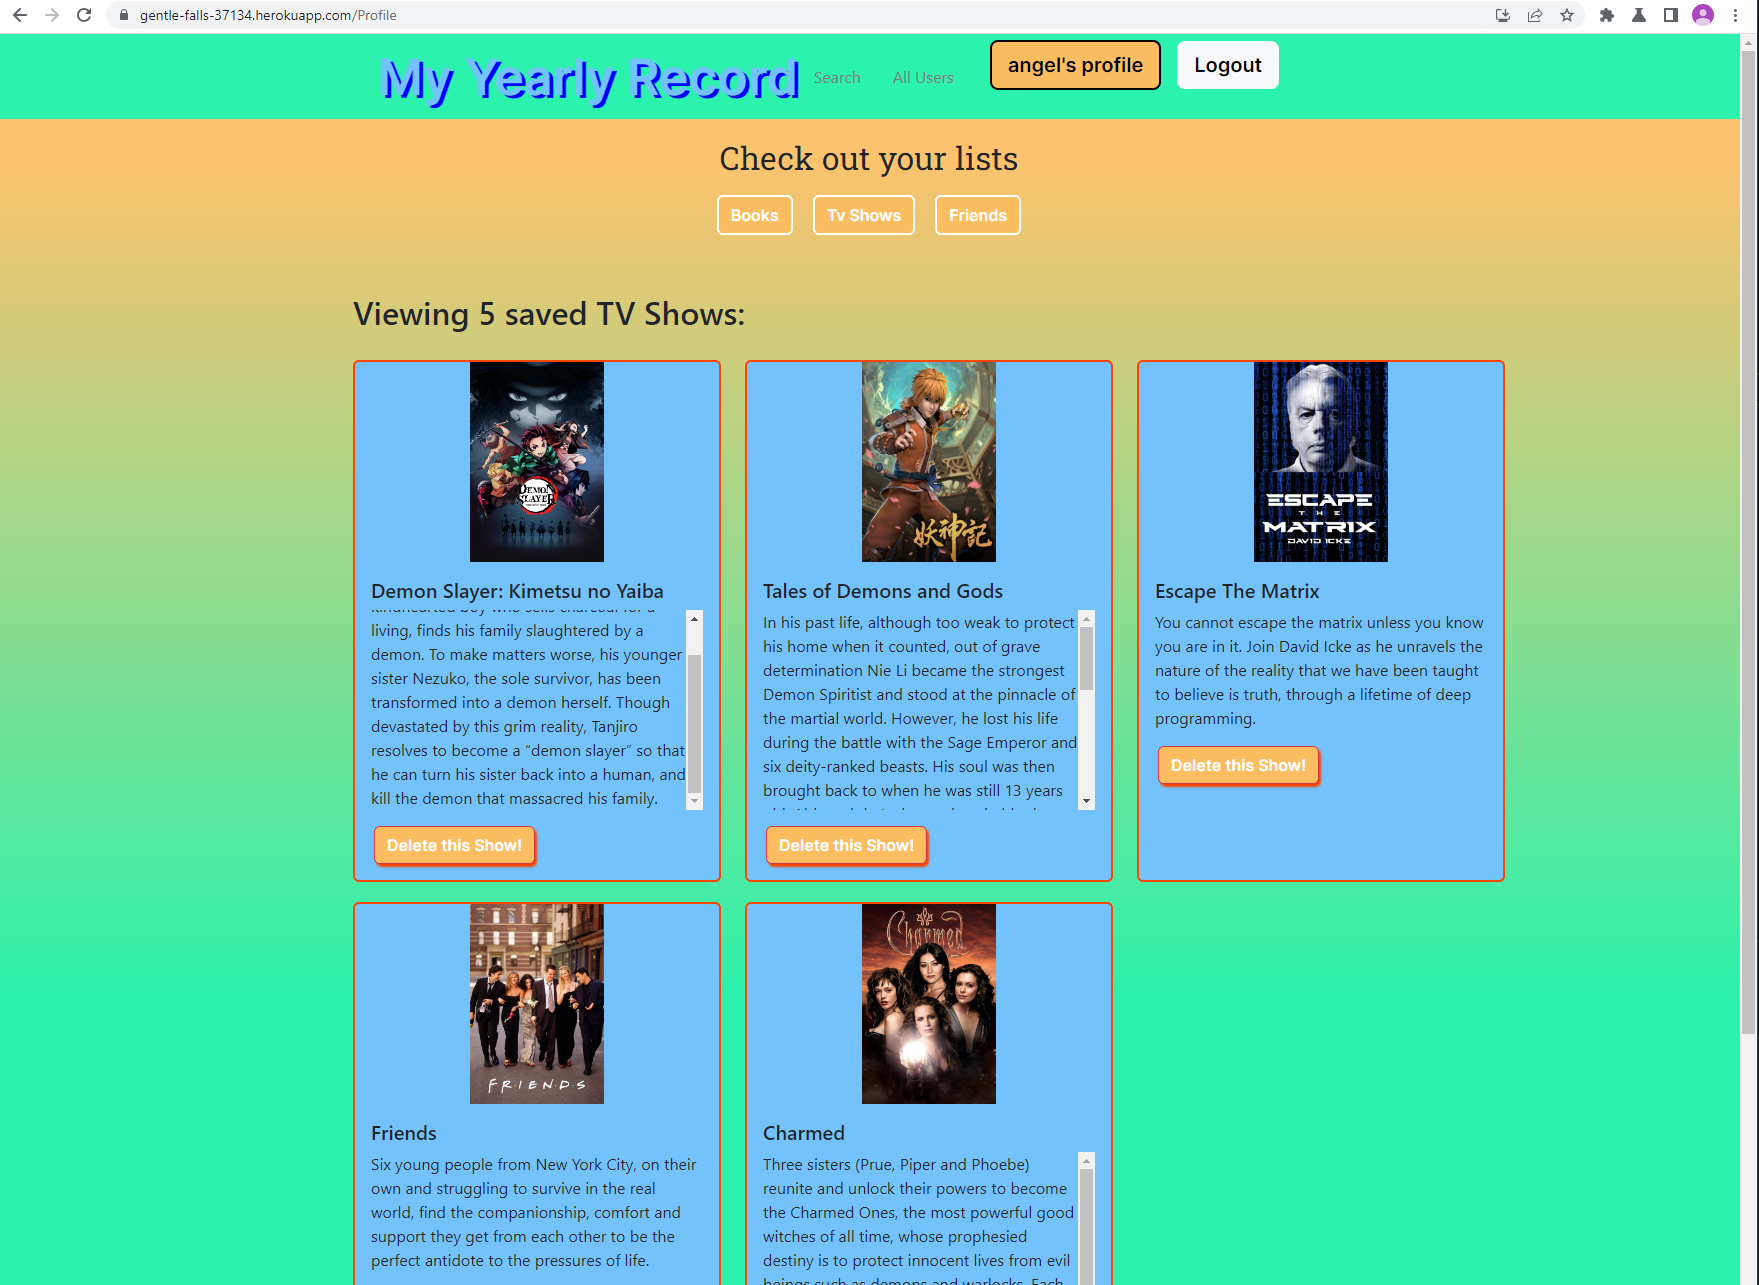 gentle-falls-37134.herokuapp.com/Profile
My Yearly Record
Search
All Users
angel's profile
Logout
Check out your lists
Books
Tv Shows
Friends
Viewing 5 saved TV Shows:
DEMON
SLAYER
Demon Slayer: Kimetsu no Yaiba
kindhearted boy who sells charcoal for a
living, finds his family slaughtered by a
demon. To make matters worse, his younger
sister Nezuko, the sole survivor, has been
transformed into a demon herself. Though
devastated by this grim reality, Tanjiro
resolves to become a “demon slayer” so that
he can turn his sister back into a human, and
kill the demon that massacred his family.
Delete this Show!
妖神記
Tales of Demons and Gods
In his past life, although too weak to protect
his home when it counted, out of grave
determination Nie Li became the strongest
Demon Spiritist and stood at the pinnacle of
the martial world. However, he lost his life
during the battle with the Sage Emperor and
six deity-ranked beasts. His soul was then
brought back to when he was still 13 years
Delete this Show!
ESCAPE
THE
MATRIX
DAVID ICKE
Escape The Matrix
You cannot escape the matrix unless you know
you are in it. Join David Icke as he unravels the
nature of the reality that we have been taught
to believe is truth, through a lifetime of deep
programming.
Delete this Show!
F·R·I·E·N·D·S
Friends
Six young people from New York City, on their
own and struggling to survive in the real
world, find the companionship, comfort and
support they get from each other to be the
perfect antidote to the pressures of life.
Charmed
Charmed
Three sisters (Prue, Piper and Phoebe)
reunite and unlock their powers to become
the Charmed Ones, the most powerful good
witches of all time, whose prophesied
destiny is to protect innocent lives from evil
beings such as demons and warlocks. Each